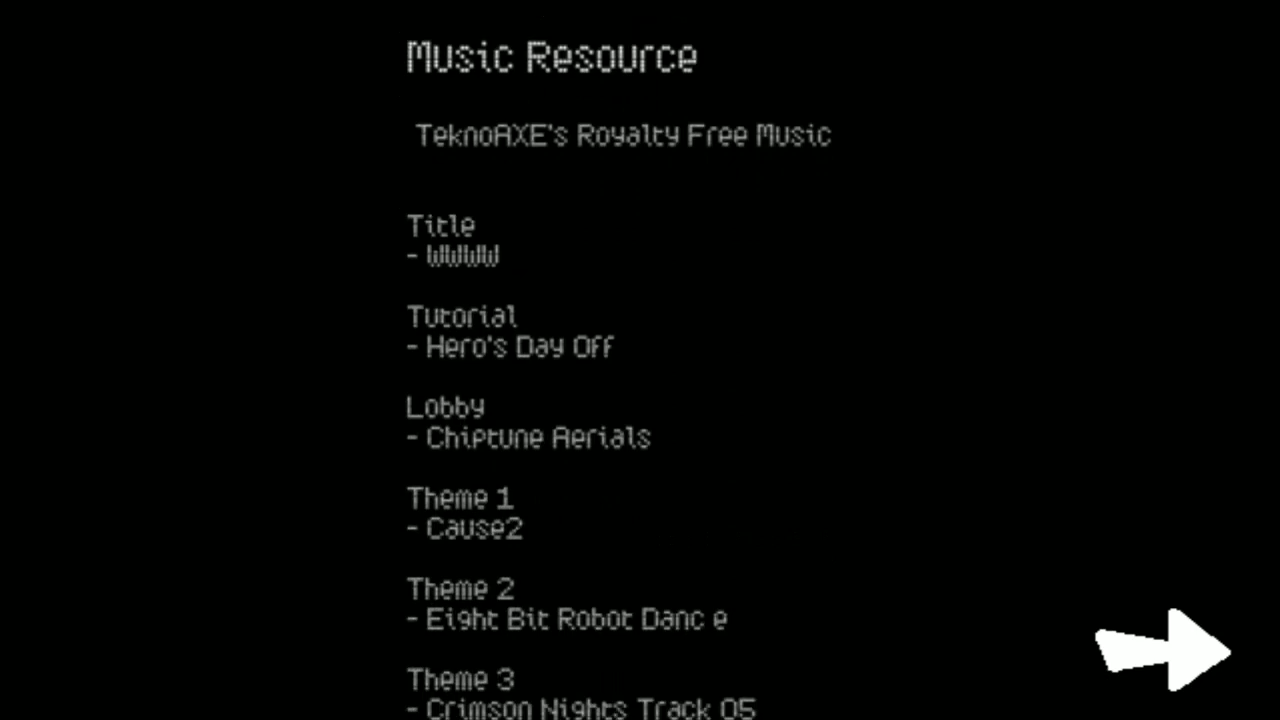 Music Resource
TeknoAXE's Royalty Free Music
Title
- WWWW
Tutorial
- Hero's Day Off
Lobby
- Chiptune Aerials
Theme 1
- Cause2
Theme 2
- Eight Bit Robot Danc e
Theme 3
- Crimson Nights Track 05